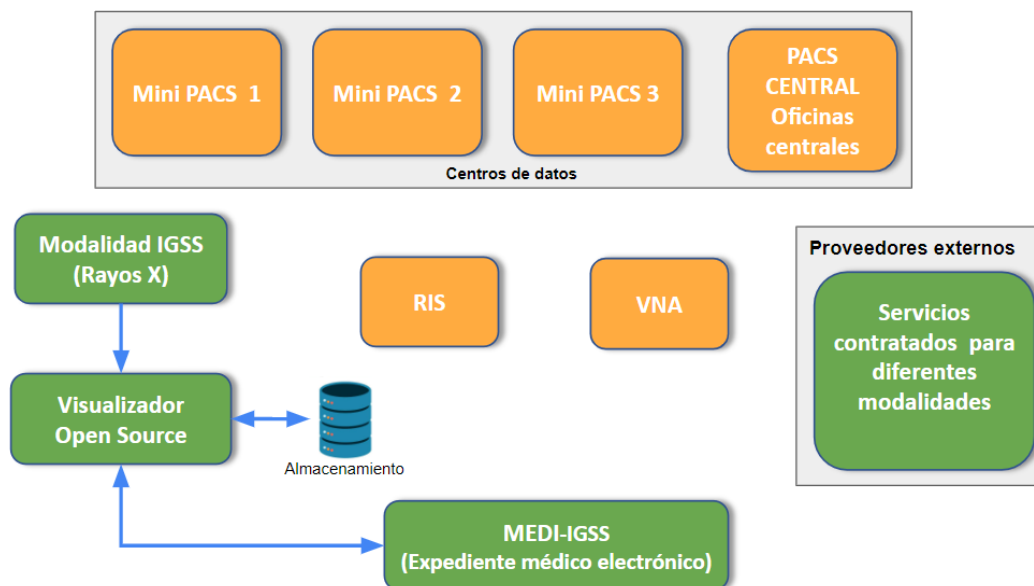 Mini PACS 1
Mini PACS 2
Mini PACS 3
PACS
CENTRAL
Oficinas
centrales
Centros de datos
Modalidad IGSS
(Rayos X)
RIS
VNA
Proveedores externos
Servicios
contratados para
diferentes
modalidades
Visualizador
Open Source
Almacenamiento
MEDI-IGSS
(Expediente médico electrónico)